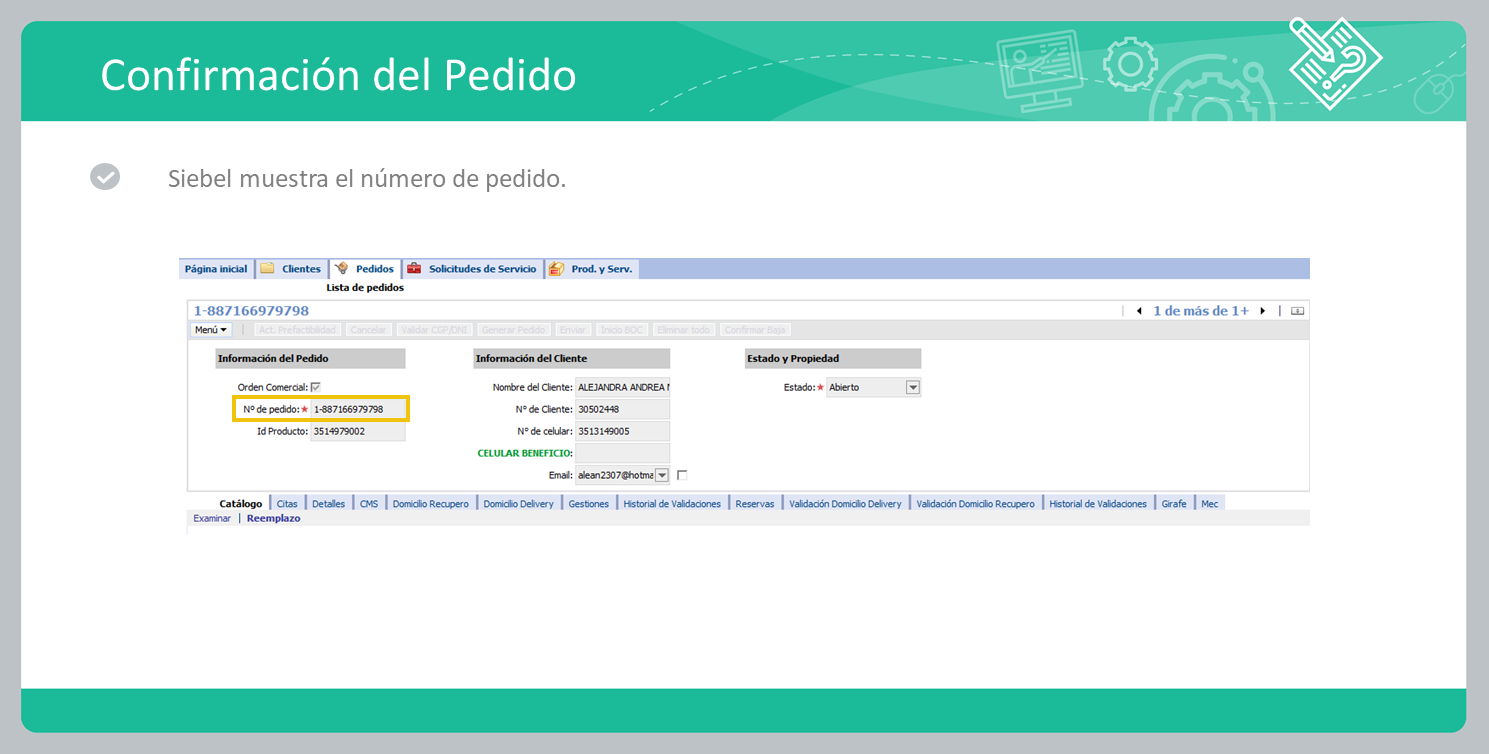 Confirmación del Pedido
Siebel muestra el número de pedido.
Página inicial Clientes Pedidos Solicitudes de Servicio Prod. y Serv.
Lista de pedidos
1-887166979798 1 de más de 1+
Menú Act. Prefactibilidad Cancelar Validar CGP/DNI Generar Pedido Enviar Inicio BOC Eliminar todo Confirmar Baja
Información del Pedido Información del Cliente Estado y Propiedad
Orden Comercial: Nombre del Cliente: ALEJANDRA ANDREA Estado: Abierto
Nº de pedido: 1-887166979798 N° de Cliente: 30502448
Id Producto: 3514979002 N° de celular: 3513149005
CELULAR BENEFICIO:
Email: alean2307@hotma
Catálogo Citas Detalles CMS Domicilio Recupero Domicilio Delivery Gestiones Historial de Validaciones Reservas Validación Domicilio Delivery Validación Domicilio Recupero Historial de Validaciones Girafe Mec
Examinar | Reemplazo